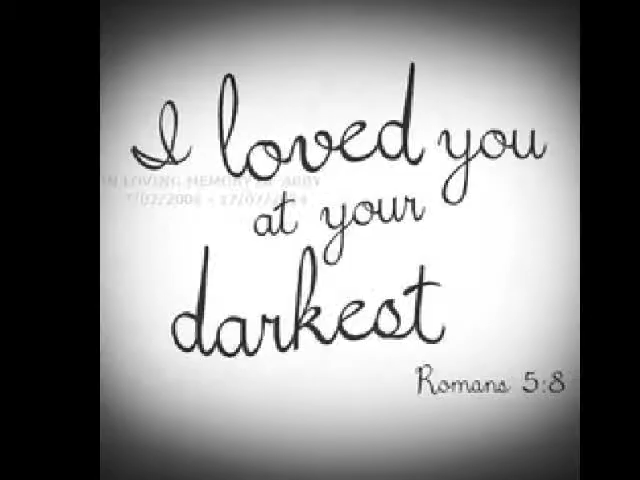 I loved you
IN LOVING MEMORY OF ABBY
at your
darkest
Romans 5:8